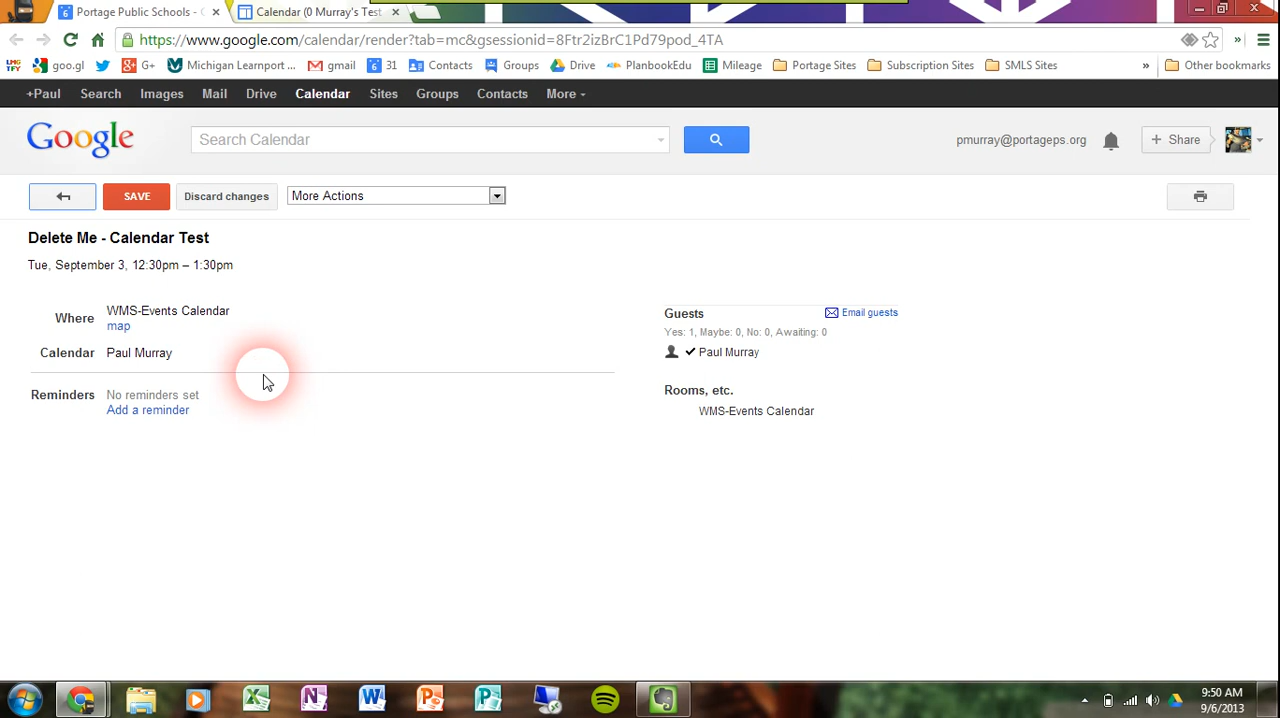 Portage Public Schools - C
Calendar (0 Murray's Test
https://www.google.com/calendar/render?tab=mc&gsessionid=8Ftr2izBrC1Pd79pod_4TA
LMG TFY goo.gl G+ Michigan Learnport ... gmail 6 31 Contacts Groups Drive PlanbookEdu Mileage Portage Sites Subscription Sites SMLS Sites » Other bookmarks
+Paul Search Images Mail Drive Calendar Sites Groups Contacts More
Google Search Calendar pmurray@portageps.org + Share
SAVE Discard changes More Actions
Delete Me - Calendar Test
Tue, September 3, 12:30pm – 1:30pm
Where WMS-Events Calendar
map
Calendar Paul Murray
Reminders No reminders set
Add a reminder
Guests Email guests
Yes: 1, Maybe: 0, No: 0, Awaiting: 0
Paul Murray
Rooms, etc.
WMS-Events Calendar
9:50 AM
9/6/2013